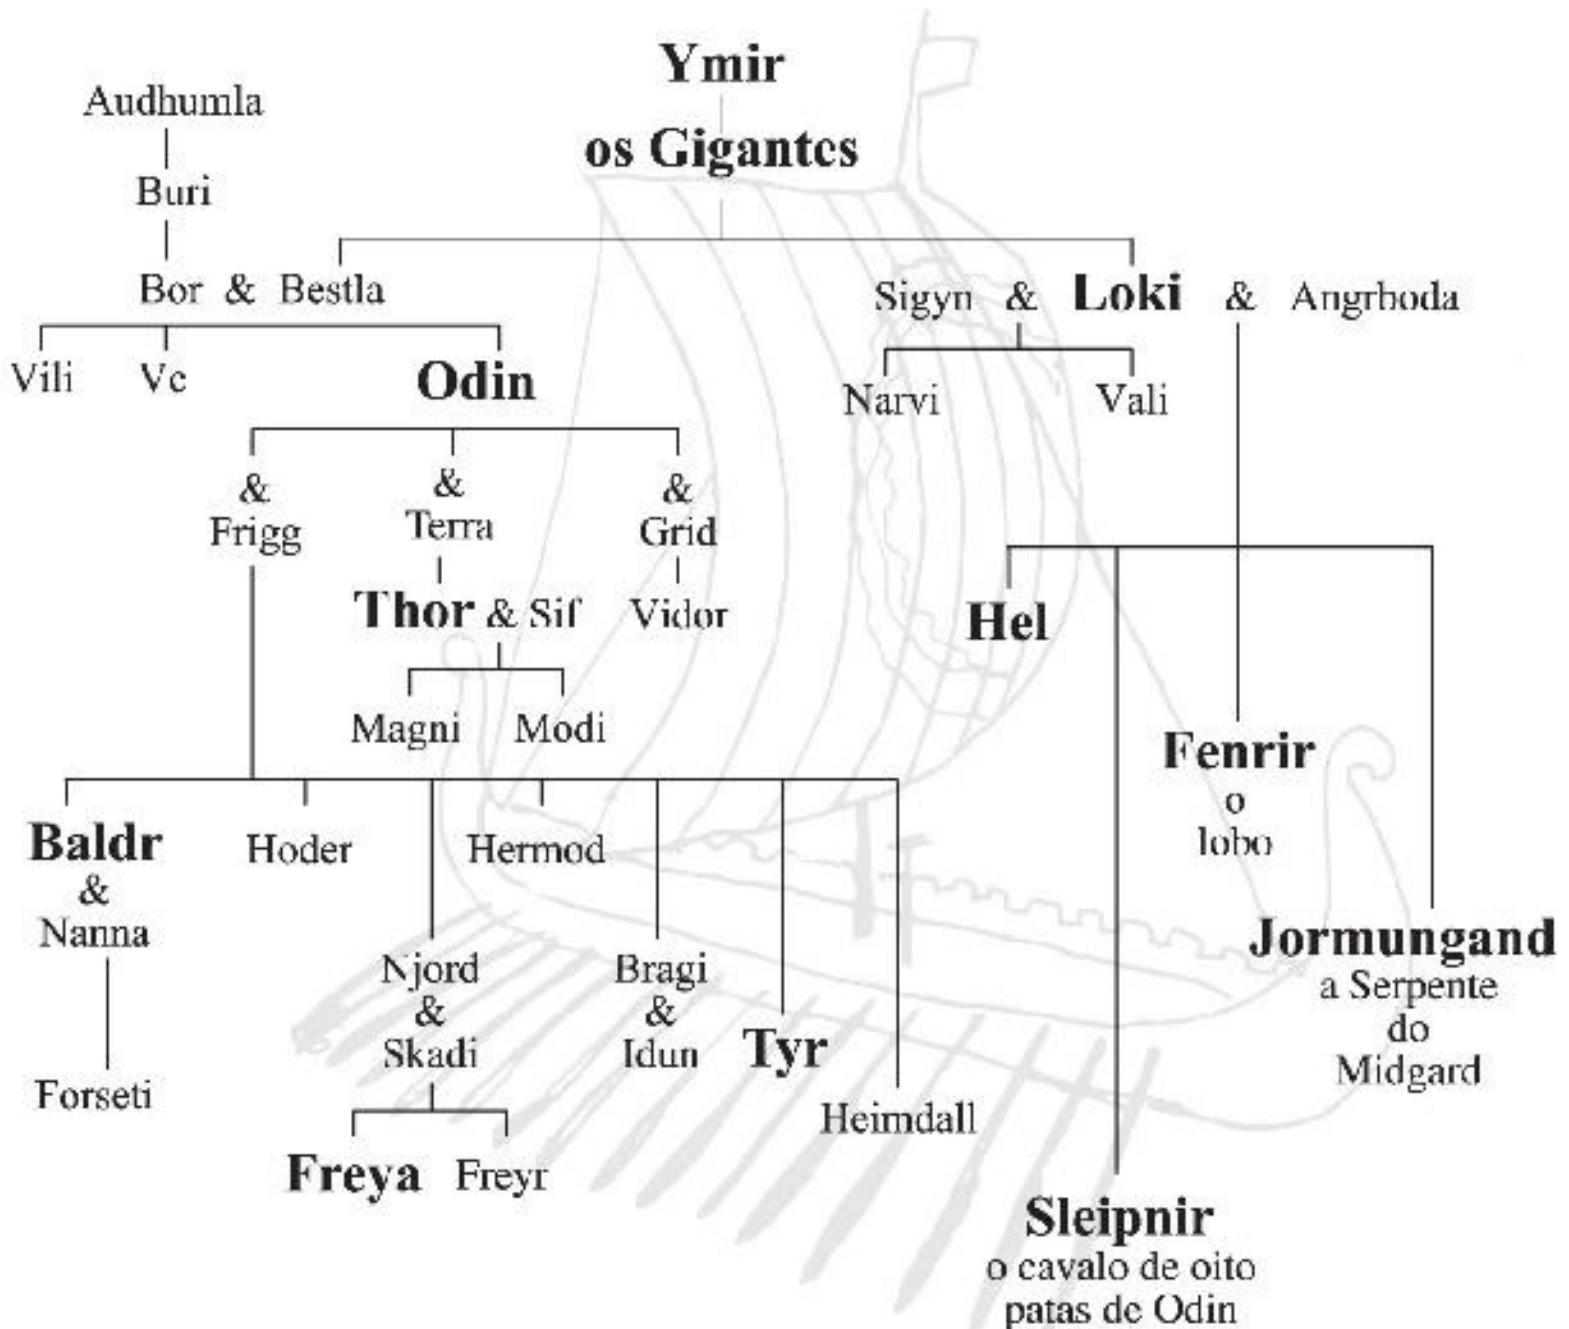 Ymir
Audhumla
os Gigantes
Buri
Bor & Bestla
Sigyn & Loki & Angrboda
Vili Ve Odin
Narvi Vali
& & &
Frigg Terra Grid
Thor & Sif Vidor
Hel
Magni Modi
Fenrir
o
lobo
Baldr Hoder Hermod
&
Nanna
Jormungand
a Serpente
do
Midgard
Njord Bragi
& &
Skadi Idun Tyr
Forseti
Heimdall
Freya Freyr
Sleipnir
o cavalo de oito
patas de Odin